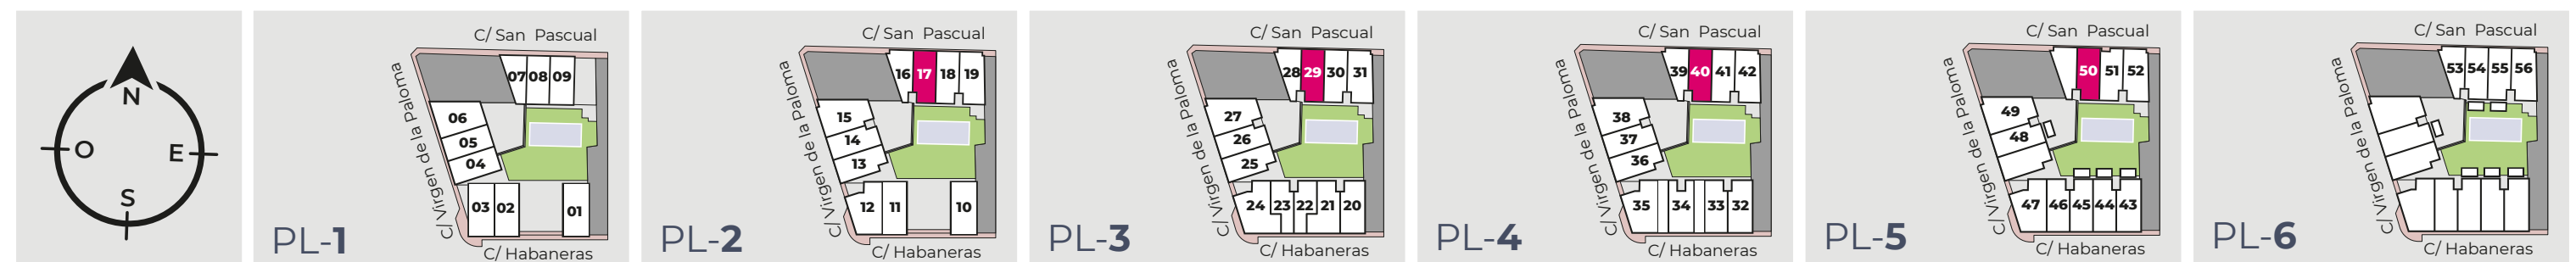 N
O
E
S
C/ San Pascual
C/Virgen de la Paloma
07 08 09
06
05
04
03 02
01
C/ Habaneras
PL-1
C/ San Pascual
C/Virgen de la Paloma
16 17 18 19
15
14
13
12 11 10
C/ Habaneras
PL-2
C/ San Pascual
C/Virgen de la Paloma
28 29 30 31
27
26
25
24 23 22 21 20
C/ Habaneras
PL-3
C/ San Pascual
C/Virgen de la Paloma
39 40 41 42
38
37
36
35 34 33 32
C/ Habaneras
PL-4
C/ San Pascual
C/Virgen de la Paloma
50 51 52
49
48
47 46 45 44 43
C/ Habaneras
PL-5
C/ San Pascual
C/Virgen de la Paloma
53 54 55 56
C/ Habaneras
PL-6